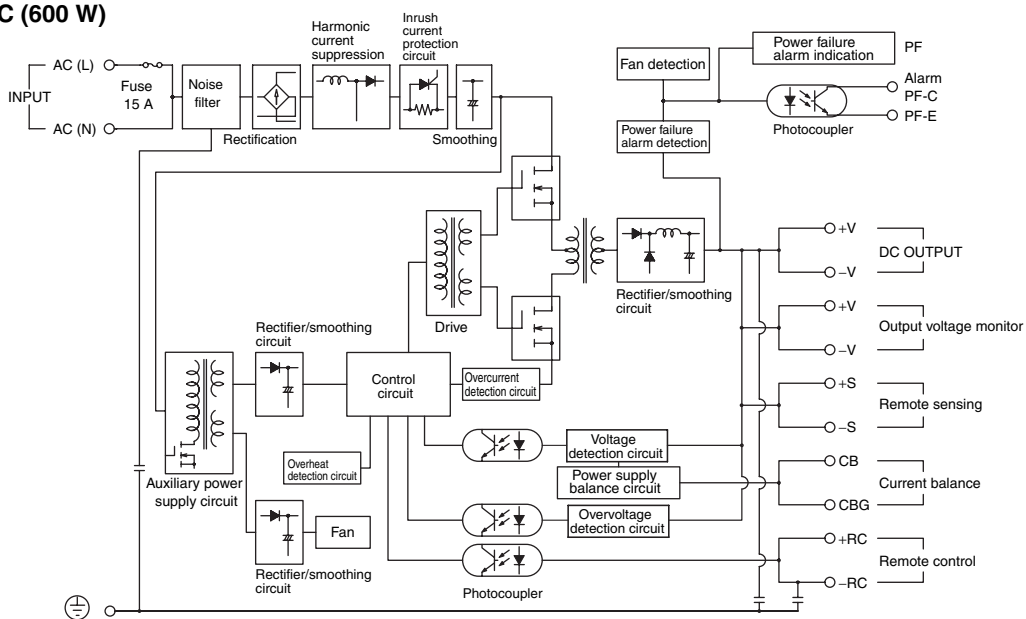 C (600 W)
AC (L)
INPUT
AC (N)
Fuse
15 A
Noise
filter
Rectification
Harmonic
current
suppression
Inrush
current
protection
circuit
Smoothing
Fan detection
Power failure
alarm indication
PF
Alarm
PF-C
PF-E
Photocoupler
Power failure
alarm detection
Drive
Rectifier/smoothing
circuit
+V
DC OUTPUT
−V
+V
Output voltage monitor
−V
+S
Remote sensing
−S
CB
Current balance
CBG
+RC
Remote control
−RC
Rectifier/smoothing
circuit
Control
circuit
Overcurrent
detection circuit
Auxiliary power
supply circuit
Overheat
detection circuit
Voltage
detection circuit
Power supply
balance circuit
Overvoltage
detection circuit
Fan
Rectifier/smoothing
circuit
Photocoupler